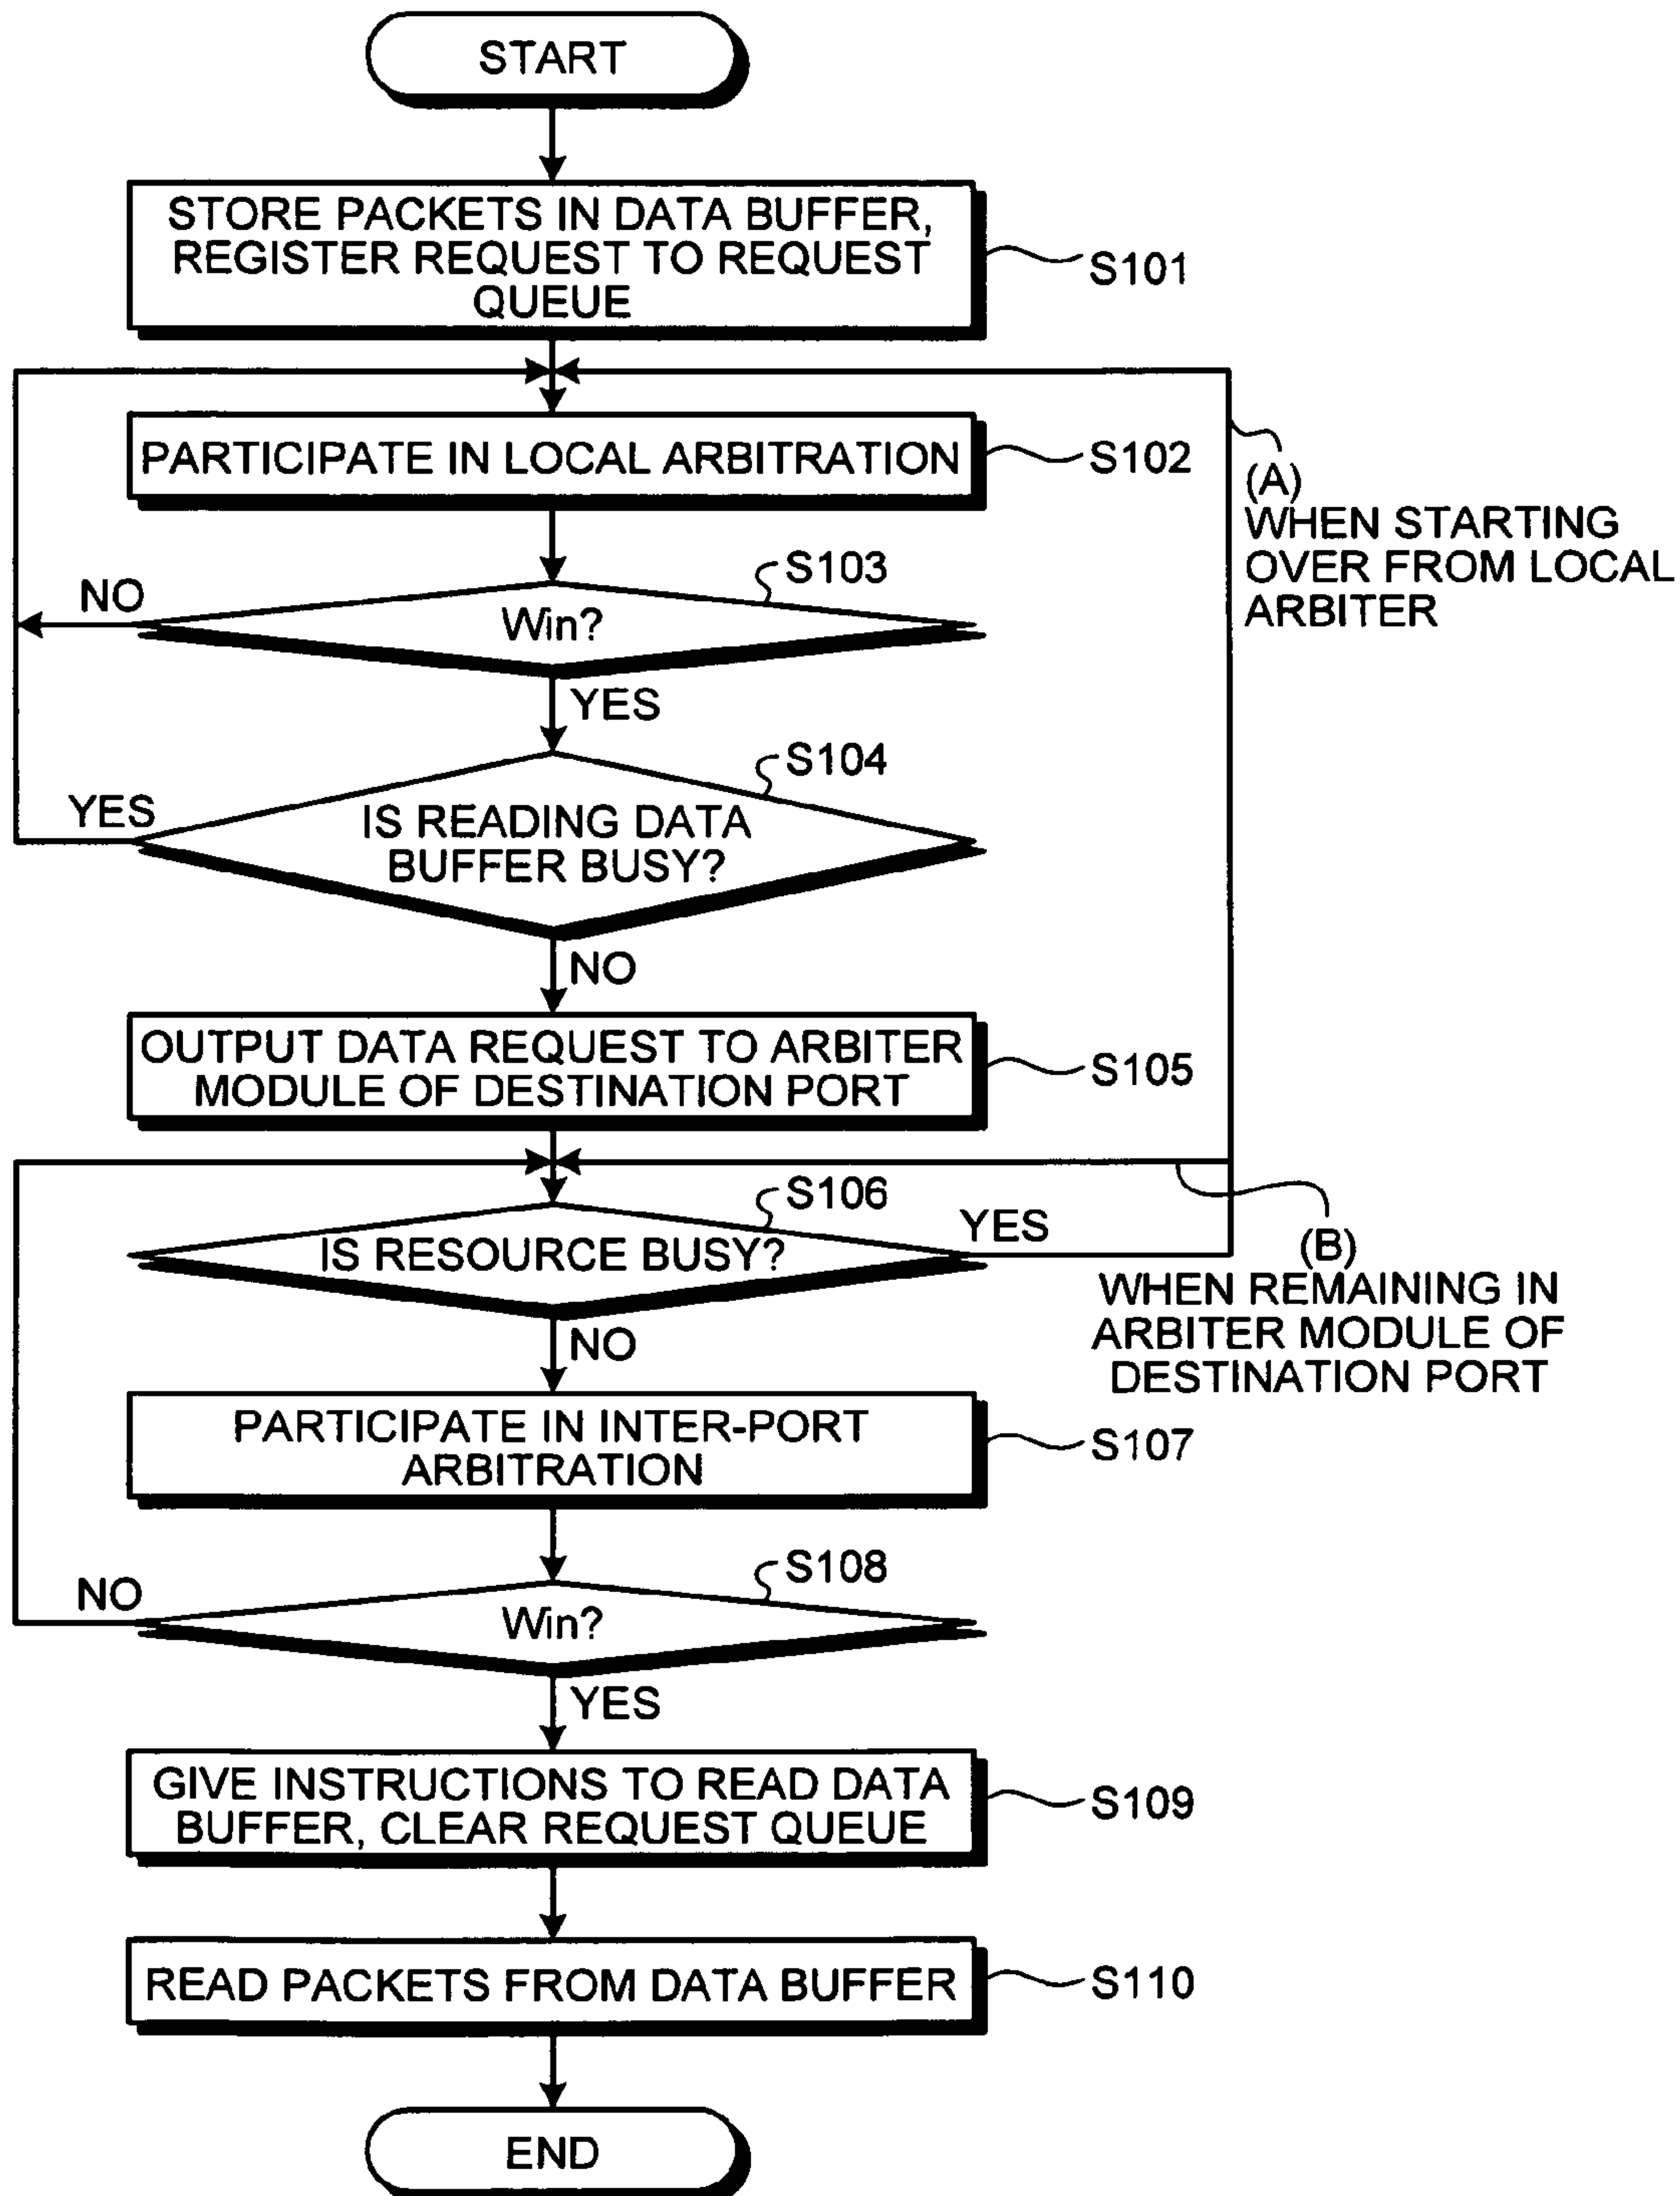 START
STORE PACKETS IN DATA BUFFER,
REGISTER REQUEST TO REQUEST
QUEUE
S101
PARTICIPATE IN LOCAL ARBITRATION
S102
(A)
WHEN STARTING
OVER FROM LOCAL
ARBITER
S103
NO
Win?
YES
S104
YES
IS READING DATA
BUFFER BUSY?
NO
OUTPUT DATA REQUEST TO ARBITER
MODULE OF DESTINATION PORT
S105
S106
IS RESOURCE BUSY?
YES
(B)
WHEN REMAINING IN
ARBITER MODULE OF
DESTINATION PORT
NO
PARTICIPATE IN INTER-PORT
ARBITRATION
S107
S108
NO
Win?
YES
GIVE INSTRUCTIONS TO READ DATA
BUFFER, CLEAR REQUEST QUEUE
S109
READ PACKETS FROM DATA BUFFER
S110
END